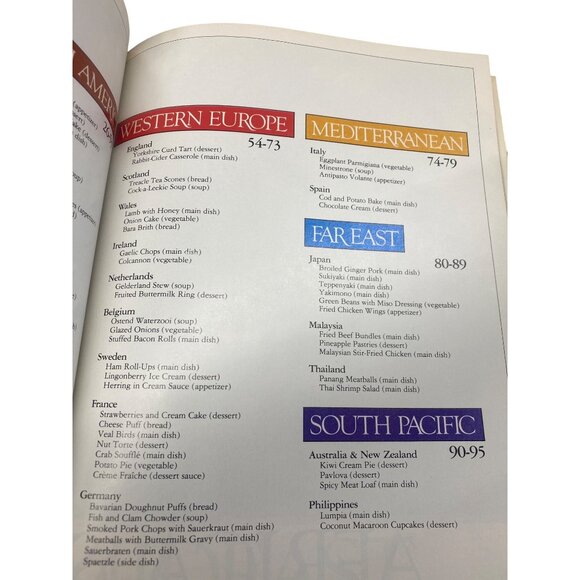 AMERI
(appetizer)
WESTERN EUROPE
54-73
England
Yorkshire Curd Tart (dessert)
Rabbit-Cider Casserole (main dish)
Scotland
Treacle Tea Scones (bread)
Cock-a-Leekie Soup (soup)
Wales
Lamb with Honey (main dish)
Onion Cake (vegetable)
Bara Brith (bread)
Ireland
Gaelic Chops (main dish)
Colcannon (vegetable)
Netherlands
Gelderland Stew (soup)
Fruited Buttermilk Ring (dessert)
Belgium
Ostend Waterzooi (soup)
Glazed Onions (vegetable)
Stuffed Bacon Rolls (main dish)
Sweden
Ham Roll-Ups (main dish)
Lingonberry Ice Cream (dessert)
Herring in Cream Sauce (appetizer)
France
Strawberries and Cream Cake (dessert)
Cheese Puff (bread)
Veal Birds (main dish)
Nut Torte (dessert)
Crab Soufflé (main dish)
Potato Pie (vegetable)
Crème Fraîche (dessert sauce)
Germany
Bavarian Doughnut Puffs (bread)
Fish and Clam Chowder (soup)
Smoked Pork Chops with Sauerkraut (main dish)
Meatballs with Buttermilk Gravy (main dish)
Sauerbraten (main dish)
Spaetzle (side dish)
MEDITERRANEAN
74-79
Italy
Eggplant Parmigiana (vegetable)
Minestrone (soup)
Antipasto Volante (appetizer)
Spain
Cod and Potato Bake (main dish)
Chocolate Cream (dessert)
FAR EAST
80-89
Japan
Broiled Ginger Pork (main dish)
Sukiyaki (main dish)
Teppenyaki (main dish)
Yakimono (main dish)
Green Beans with Miso Dressing (vegetable)
Fried Chicken Wings (appetizer)
Malaysia
Fried Beef Bundles (main dish)
Pineapple Pastries (dessert)
Malaysian Stir-Fried Chicken (main dish)
Thailand
Panang Meatballs (main dish)
Thai Shrimp Salad (main dish)
SOUTH PACIFIC
90-95
Australia & New Zealand
Kiwi Cream Pie (dessert)
Pavlova (dessert)
Spicy Meat Loaf (main dish)
Philippines
Lumpia (main dish)
Coconut Macaroon Cupcakes (dessert)